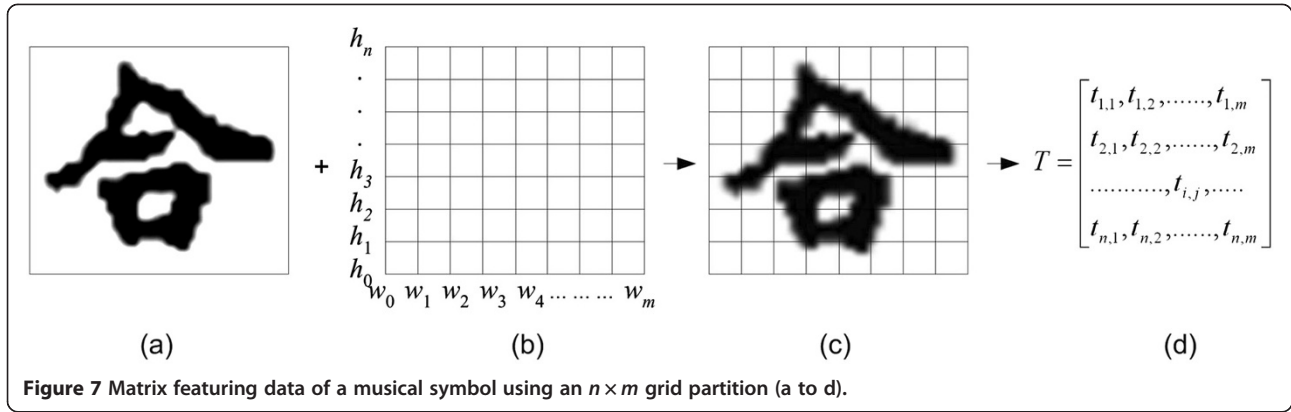 合
h_n
.
.
.
h_3
h_2
h_1
h_0
w_0 w_1 w_2 w_3 w_4 ... ... ... w_m
+
合
T =
t_{1,1}, t_{1,2}, ......, t_{1,m}
t_{2,1}, t_{2,2}, ......, t_{2,m}
..........., t_{i,j}, .....
t_{n,1}, t_{n,2}, ......, t_{n,m}
(a) (b) (c) (d)
Figure 7 Matrix featuring data of a musical symbol using an n × m grid partition (a to d).